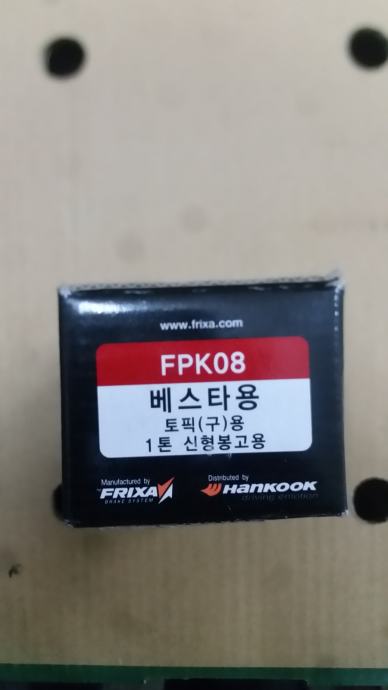 www.frixa.com
FPK08
베스타용
토픽(구)용
1톤 신형봉고용
Manufactured by
FRIXA
BRAKE SYSTEM
Distributed by
HANKOOK
driving emotion